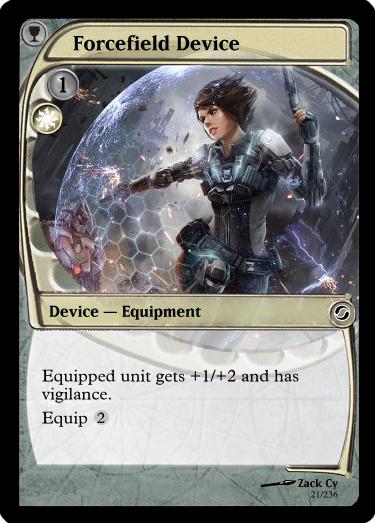 Forcefield Device
1
Device — Equipment
Equipped unit gets +1/+2 and has
vigilance.
Equip 2
Zack Cy
21/236